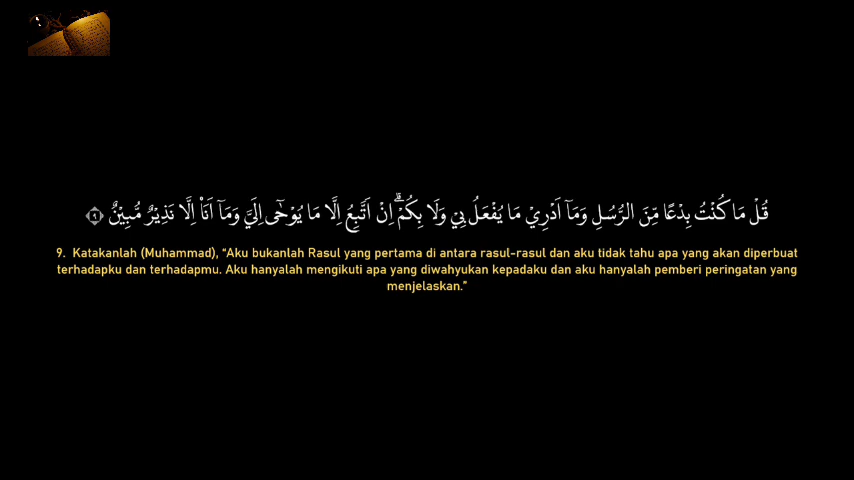 قُلْ مَا كُنْتُ بِدْعًا مِّنَ الرُّسُلِ وَمَآ اَدْرِيْ مَا يُفْعَلُ بِيْ وَلَا بِكُمْۗ اِنْ اَتَّبِعُ اِلَّا مَا يُوْحٰٓى اِلَيَّ وَمَآ اَنَا۠ اِلَّا نَذِيْرٌ مُّبِيْنٌ ٩
9. Katakanlah (Muhammad), “Aku bukanlah Rasul yang pertama di antara rasul-rasul dan aku tidak tahu apa yang akan diperbuat
terhadapku dan terhadapmu. Aku hanyalah mengikuti apa yang diwahyukan kepadaku dan aku hanyalah pemberi peringatan yang
menjelaskan.”